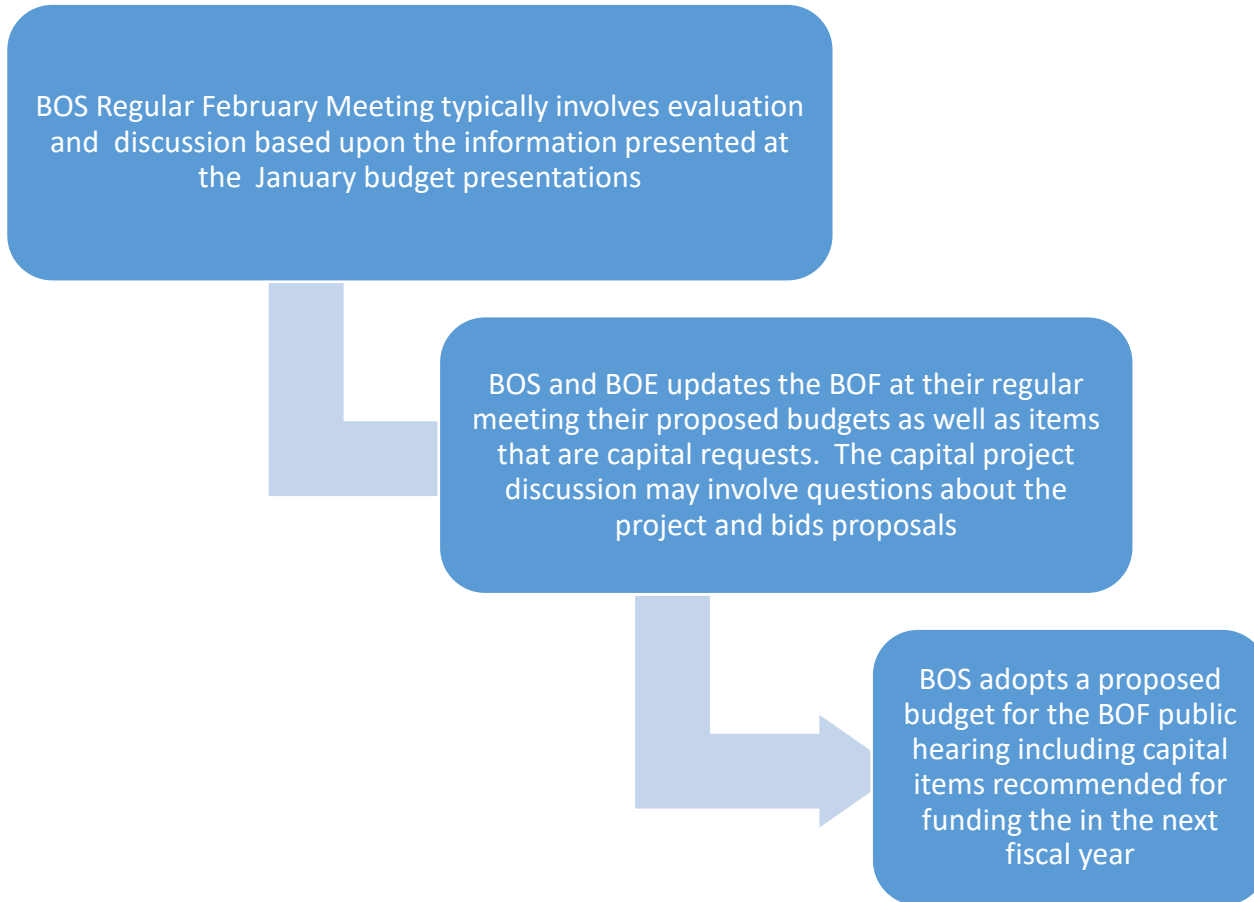 BOS Regular February Meeting typically involves evaluation
and  discussion based upon the information presented at
the  January budget presentations
BOS and BOE updates the BOF at their regular
meeting their proposed budgets as well as items
that are capital requests.  The capital project
discussion may involve questions about the
project and bids proposals
BOS adopts a proposed
budget for the BOF public
hearing including capital
items recommended for
funding the in the next
fiscal year